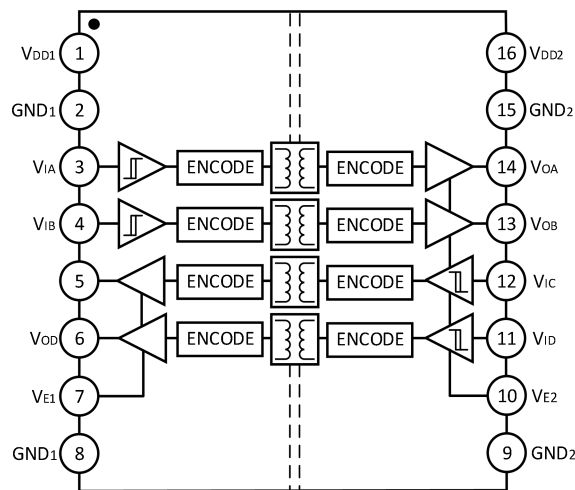 VDD1 1 16 VDD2
GND1 2 15 GND2
VIA 3 ENCODE ENCODE 14 VOA
VIB 4 ENCODE ENCODE 13 VOB
5 ENCODE ENCODE 12 VIC
VOD 6 ENCODE ENCODE 11 VID
VE1 7 10 VE2
GND1 8 9 GND2